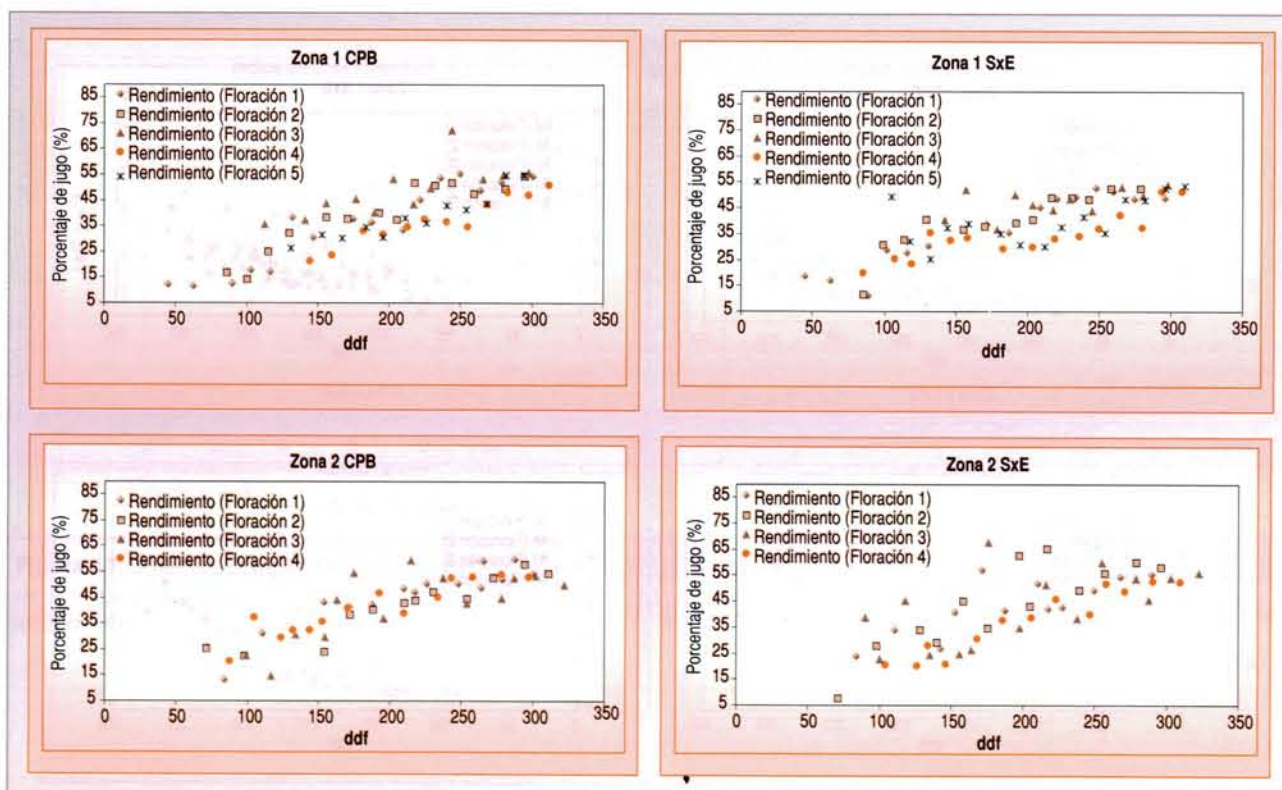 Zona 1 CPB
Porcentaje de jugo (%)
85
75
65
55
45
35
25
15
5
Rendimiento (Floración 1)
Rendimiento (Floración 2)
Rendimiento (Floración 3)
Rendimiento (Floración 4)
Rendimiento (Floración 5)
0 50 100 150 200 250 300 350
ddf
Zona 1 SxE
Porcentaje de jugo (%)
85
75
65
55
45
35
25
15
5
Rendimiento (Floración 1)
Rendimiento (Floración 2)
Rendimiento (Floración 3)
Rendimiento (Floración 4)
Rendimiento (Floración 5)
0 50 100 150 200 250 300 350
ddf
Zona 2 CPB
Porcentaje de jugo (%)
85
75
65
55
45
35
25
15
5
Rendimiento (Floración 1)
Rendimiento (Floración 2)
Rendimiento (Floración 3)
Rendimiento (Floración 4)
0 50 100 150 200 250 300 350
ddf
Zona 2 SxE
Porcentaje de jugo (%)
85
75
65
55
45
35
25
15
5
Rendimiento (Floración 1)
Rendimiento (Floración 2)
Rendimiento (Floración 3)
Rendimiento (Floración 4)
0 50 100 150 200 250 300 350
ddf